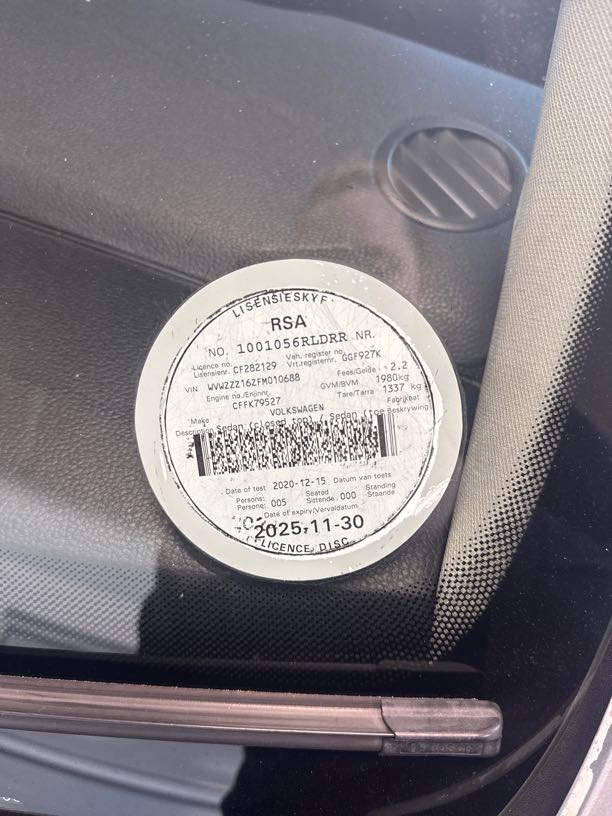 LISENSIESKYF
RSA
NO. 1001056RLDRR NR.
Licence no. Lisensienr. CF282129 Veh. register no. Vrt.registernr. GGF927K
VIN WVWZZZ16ZFM010688 Fees/Gelde 2.2
Engine no./Enjinnr. CFFK79527 GVM/BVM 1980kg
Tare/Tarra 1337 kg
Make VOLKSWAGEN Fabrikaat
Description Sedan (closed top) / Sedan (toe Beskrywing
Date of test 2020-12-15 Datum van toets
Persons: Persone: 005 Seated Sittende 000 Standing Staande
Date of expiry/Vervaldatum
2025-11-30
LICENCE DISC
BOSCH